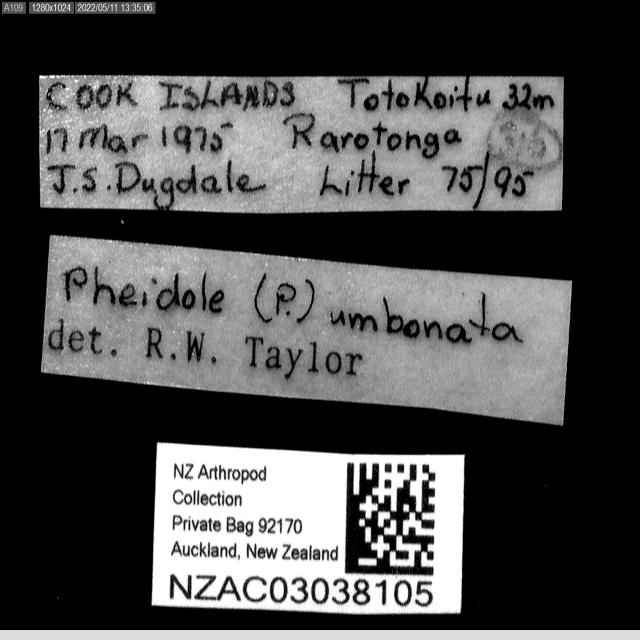 A109 1280x1024 2022/05/11 13:35:06
COOK ISLANDS Totokoitu 32m
17 Mar 1975 Rarotonga
J.S. Dugdale Litter 75/95
Pheidole (P.) umbonata
det. R.W. Taylor
NZ Arthropod
Collection
Private Bag 92170
Auckland, New Zealand
NZAC03038105